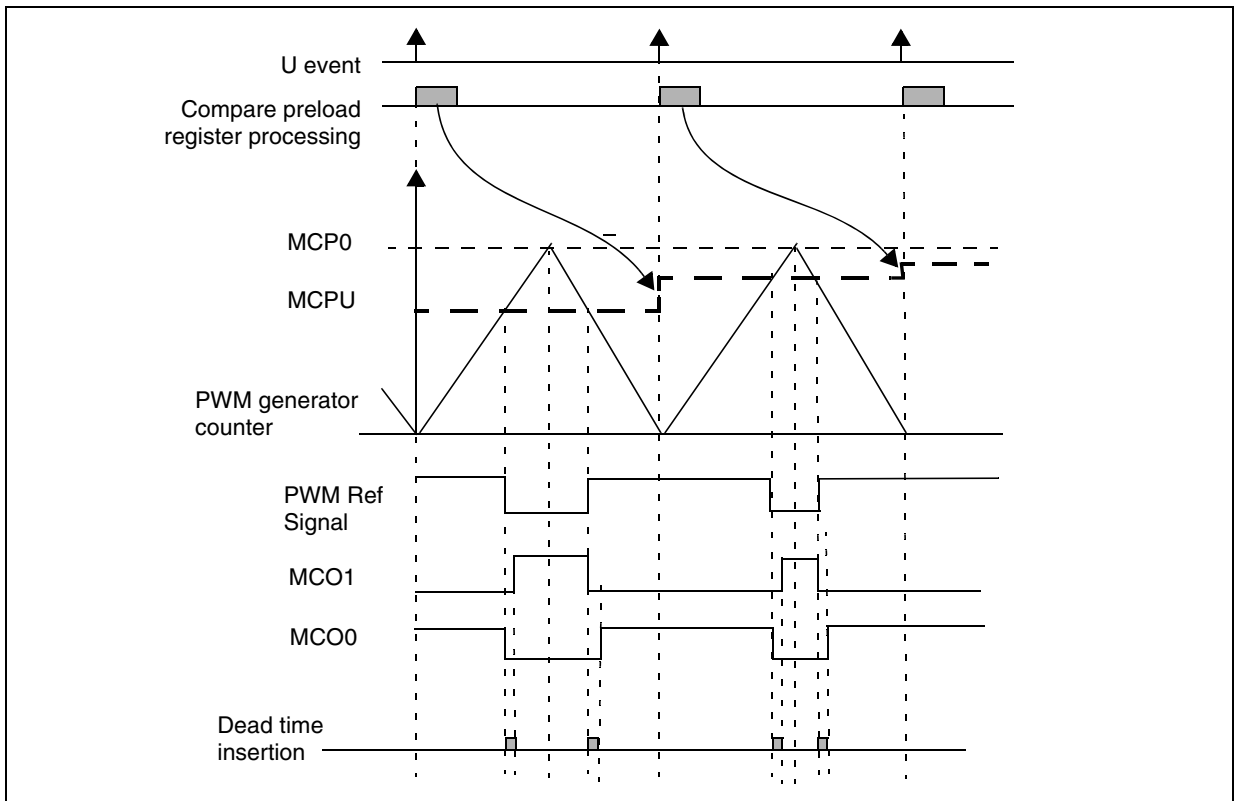 U event
Compare preload
register processing
MCP0
MCPU
PWM generator
counter
PWM Ref
Signal
MCO1
MCO0
Dead time
insertion